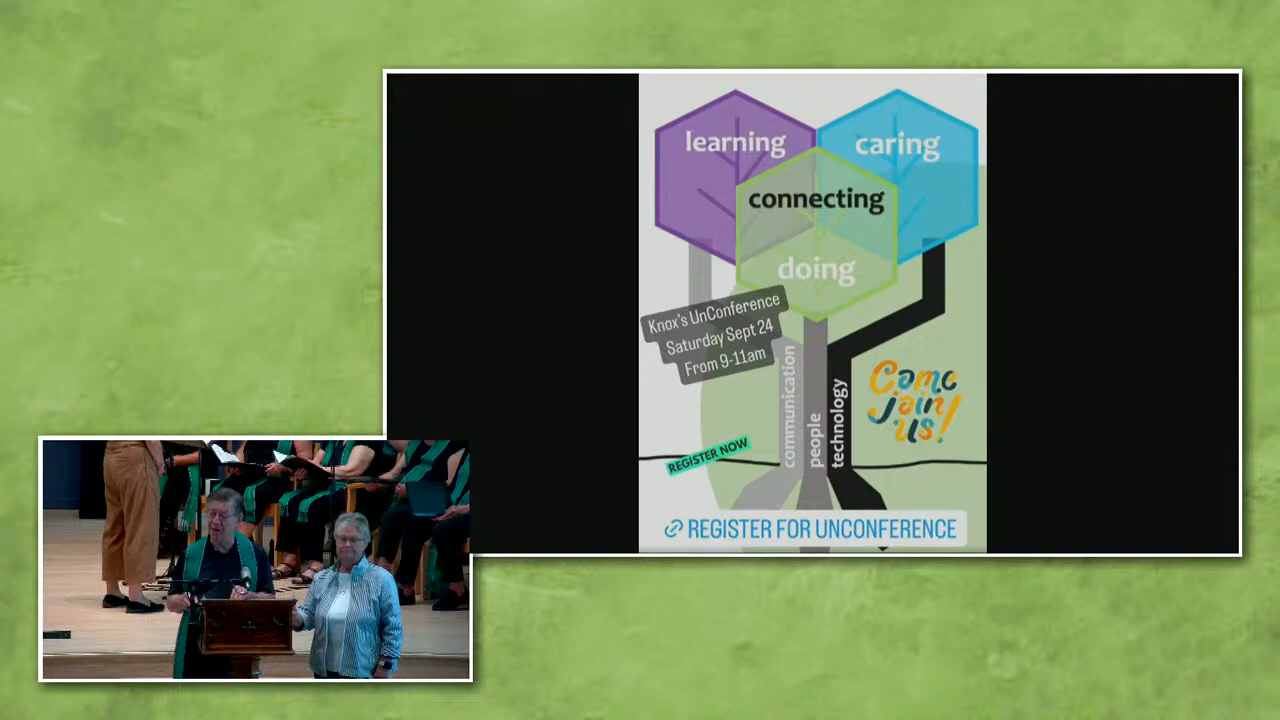 learning
caring
connecting
doing
Knox's UnConference
Saturday Sept 24
From 9-11am
communication
people
technology
Come
join
us!
REGISTER NOW
REGISTER FOR UNCONFERENCE